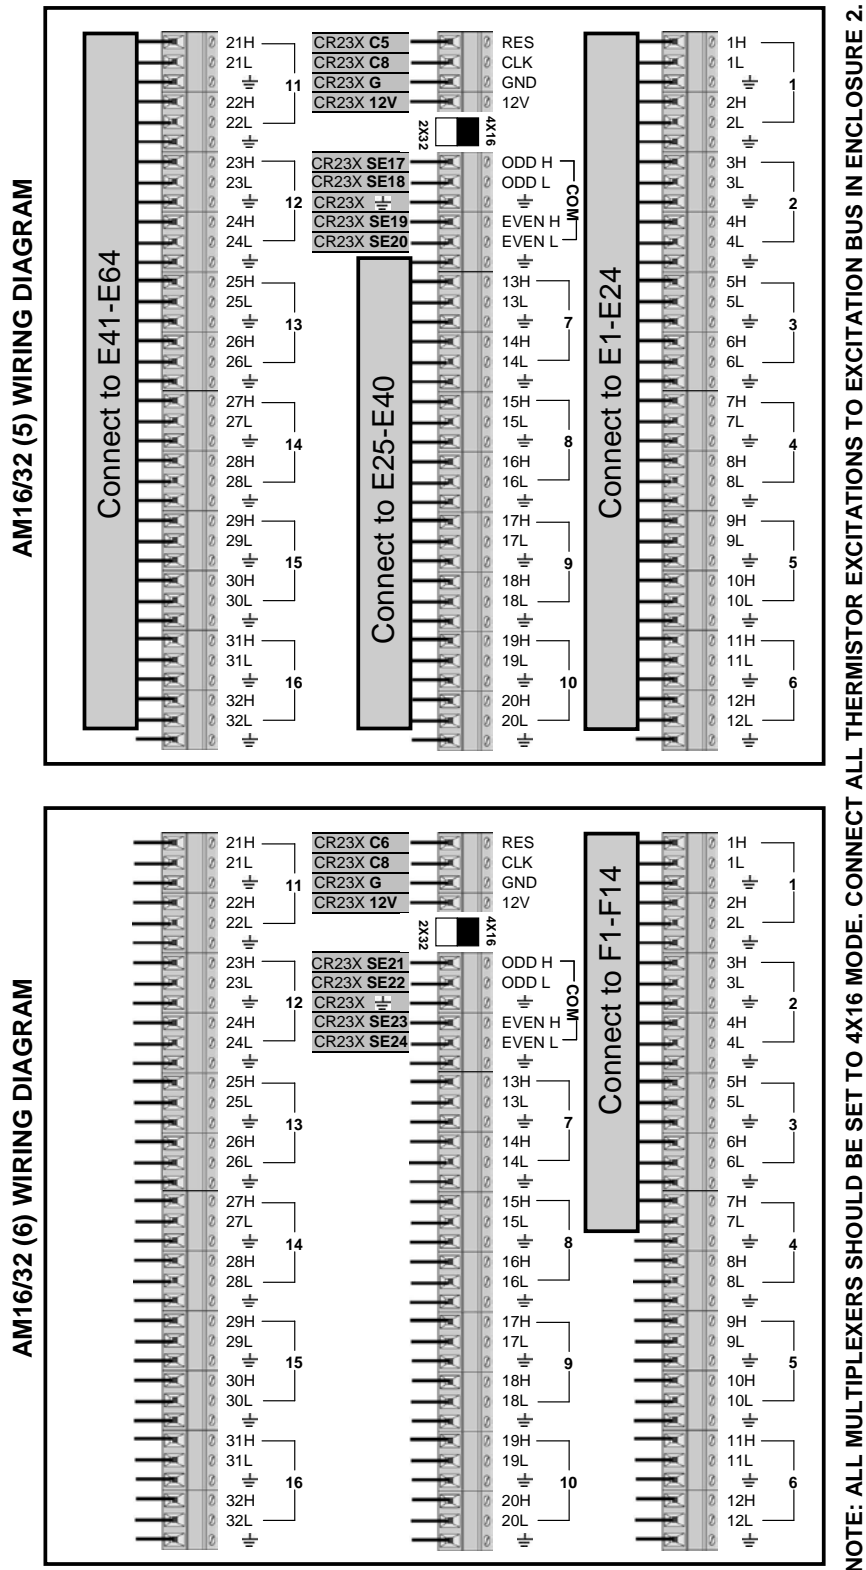 AM16/32 (5) WIRING DIAGRAM
Connect to E41-E64
21H
21L
11
22H
22L
23H
23L
12
24H
24L
25H
25L
13
26H
26L
27H
27L
14
28H
28L
29H
29L
15
30H
30L
31H
31L
16
32H
32L
CR23X C5 RES
CR23X C8 CLK
CR23X G GND
CR23X 12V 12V
2X32 4X16
CR23X SE17 ODD H
CR23X SE18 ODD L
CR23X COM
CR23X SE19 EVEN H
CR23X SE20 EVEN L
Connect to E25-E40
13H
13L
7
14H
14L
15H
15L
8
16H
16L
17H
17L
9
18H
18L
19H
19L
10
20H
20L
Connect to E1-E24
1H
1L
1
2H
2L
3H
3L
2
4H
4L
5H
5L
3
6H
6L
7H
7L
4
8H
8L
9H
9L
5
10H
10L
11H
11L
6
12H
12L
AM16/32 (6) WIRING DIAGRAM
21H
21L
11
22H
22L
23H
23L
12
24H
24L
25H
25L
13
26H
26L
27H
27L
14
28H
28L
29H
29L
15
30H
30L
31H
31L
16
32H
32L
CR23X C6 RES
CR23X C8 CLK
CR23X G GND
CR23X 12V 12V
2X32 4X16
CR23X SE21 ODD H
CR23X SE22 ODD L
CR23X COM
CR23X SE23 EVEN H
CR23X SE24 EVEN L
13H
13L
7
14H
14L
15H
15L
8
16H
16L
17H
17L
9
18H
18L
19H
19L
10
20H
20L
Connect to F1-F14
1H
1L
1
2H
2L
3H
3L
2
4H
4L
5H
5L
3
6H
6L
7H
7L
4
8H
8L
9H
9L
5
10H
10L
11H
11L
6
12H
12L
NOTE: ALL MULTIPLEXERS SHOULD BE SET TO 4X16 MODE. CONNECT ALL THERMISTOR EXCITATIONS TO EXCITATION BUS IN ENCLOSURE 2.